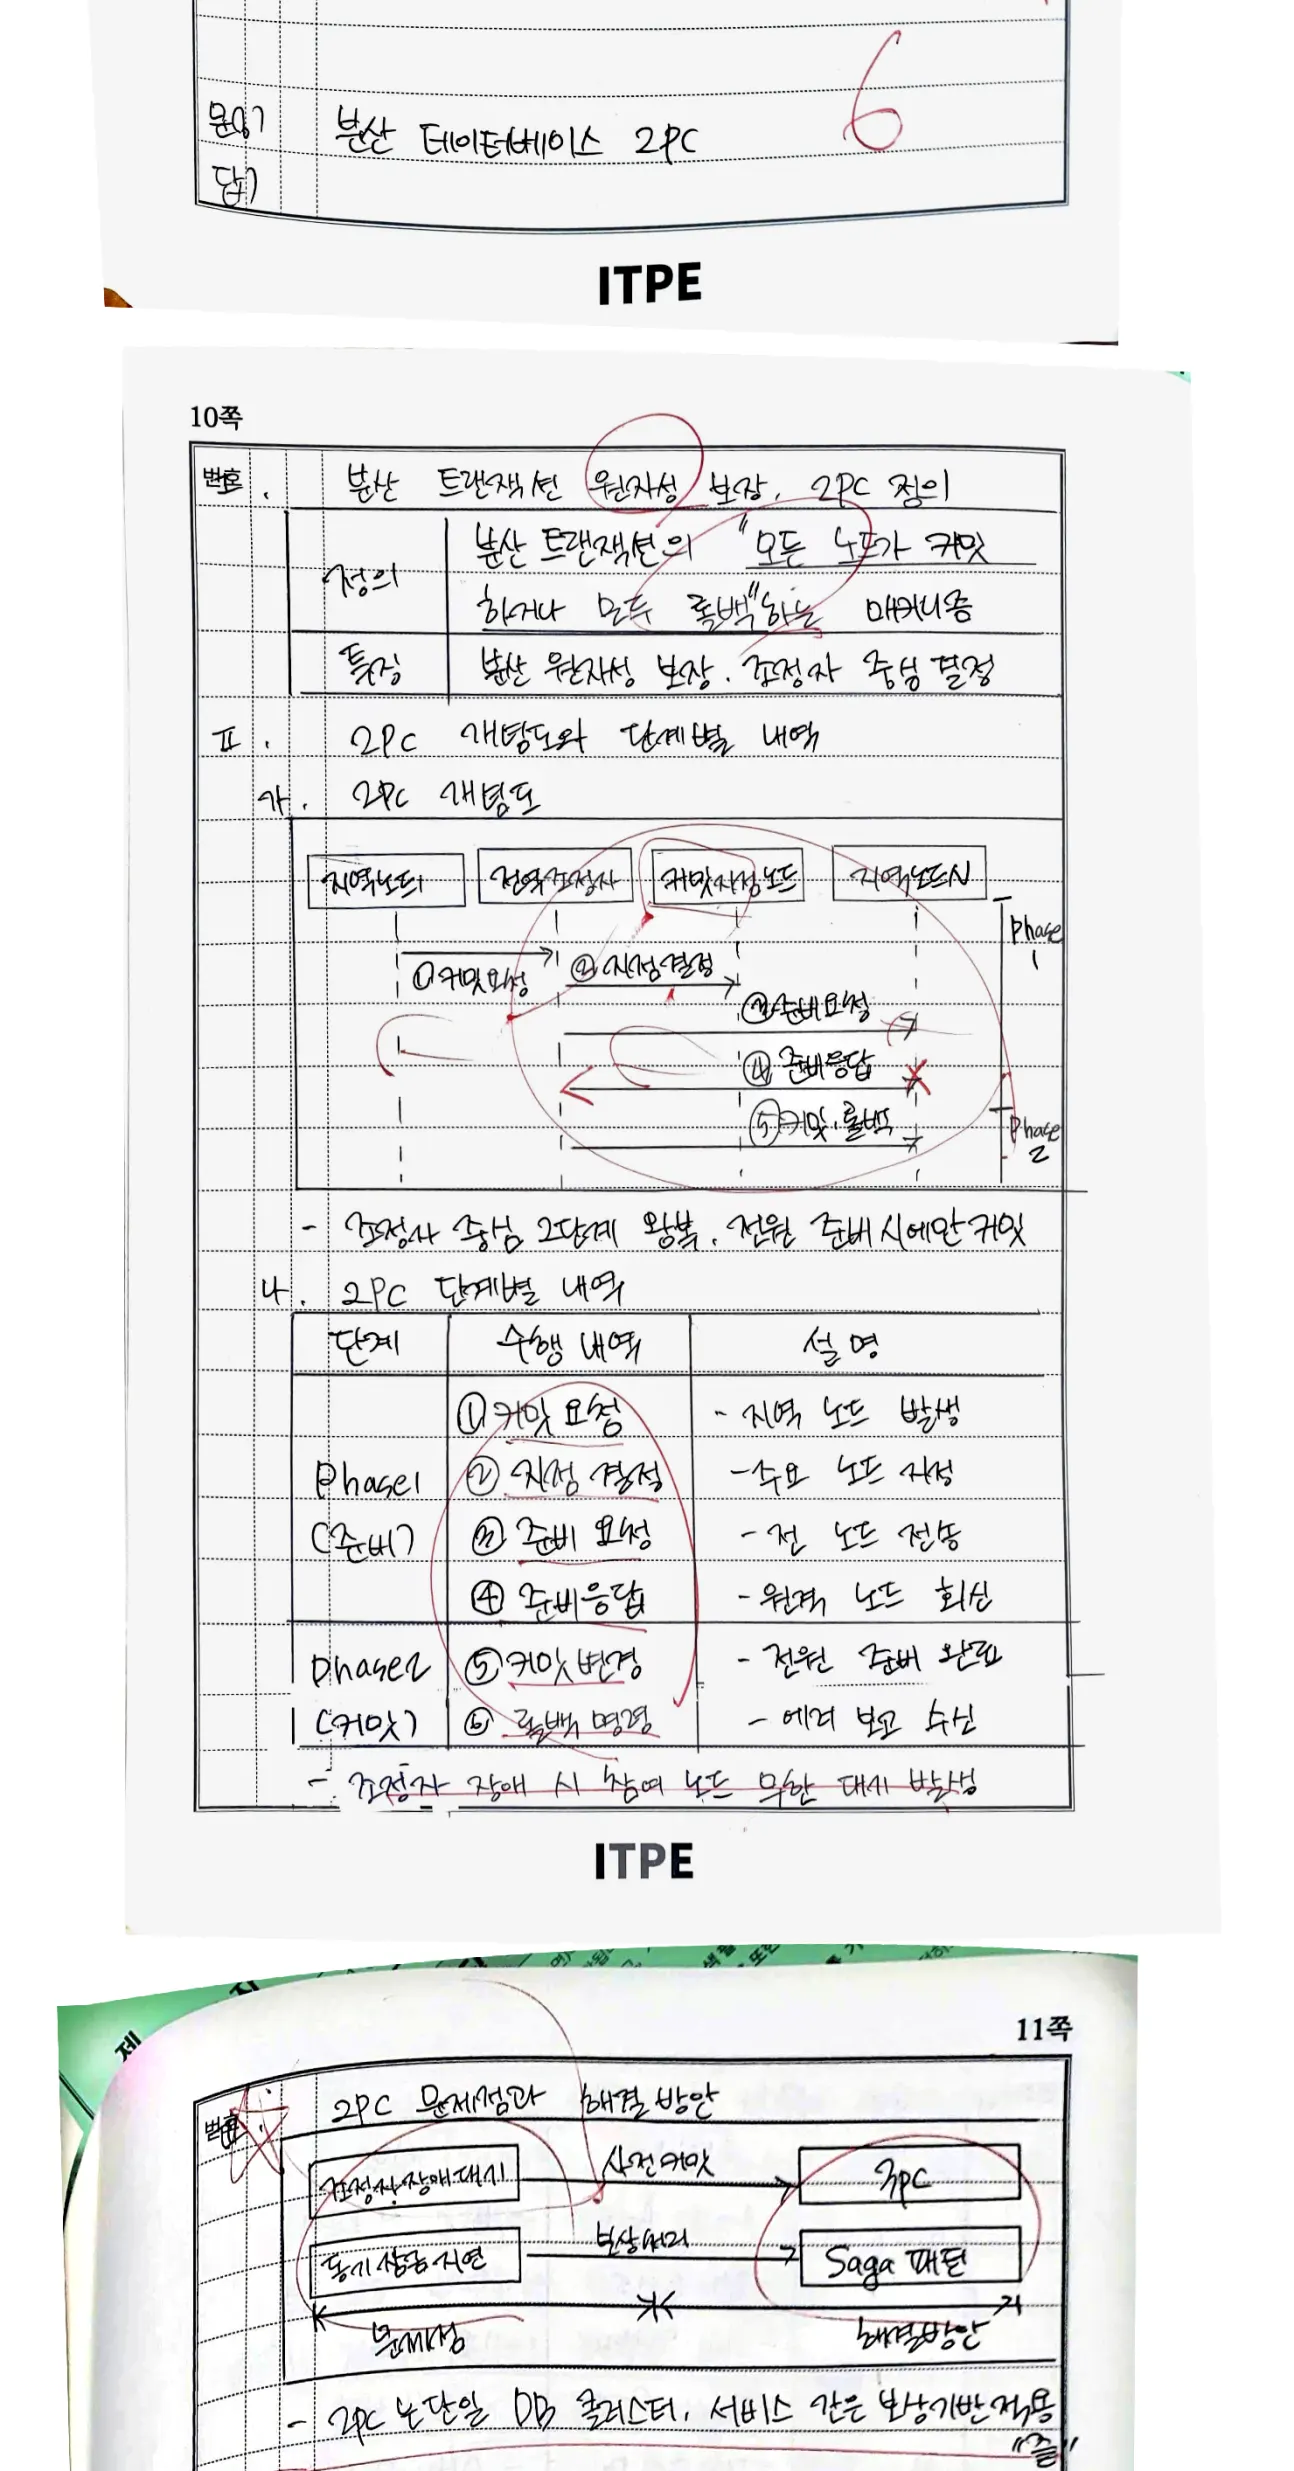 6
문9)
분산 데이터베이스 2PC
답)
ITPE
10쪽
번호 . 분산 트랜잭션 원자성 보장, 2PC 정의
정의
분산 트랜잭션의 "모든 노드가 커밋
하거나 모두 롤백"하는 매커니즘
특징
분산 원자성 보장. 조정자 중심 결정
II. 2PC 개념도와 단계별 내역
가. 2PC 개념도
지역노드1 전역조정자 커밋지정노드 지역노드N
Phase 1
①커밋요청 ②지점결정
③준비요청
④준비응답
⑤커밋.롤백
Phase 2
- 조정자 중심 2단계 왕복, 전원 준비시에만 커밋
나. 2PC 단계별 내역
단계 수행 내역 설명
Phase1 (준비)
①커밋 요청 - 지역 노드 발생
②지점 결정 - 수요 노드 지정
③준비 요청 - 전 노드 전송
④준비응답 - 원격 노드 회신
Phase2 (커밋)
⑤커밋변경 - 전원 준비 완료
⑥롤백 명령 - 에러 보고 수신
- 조정자 장애 시 참여 노드 무한 대기 발생
ITPE
11쪽
번호 . 2PC 문제점과 해결방안
조정자장애대기 사전커밋 3PC
동기잠금지연 보상처리 Saga 패턴
문제점 해결방안
- 2PC는 단일 DB 클러스터, 서비스 간은 보상기반적용
"끝"